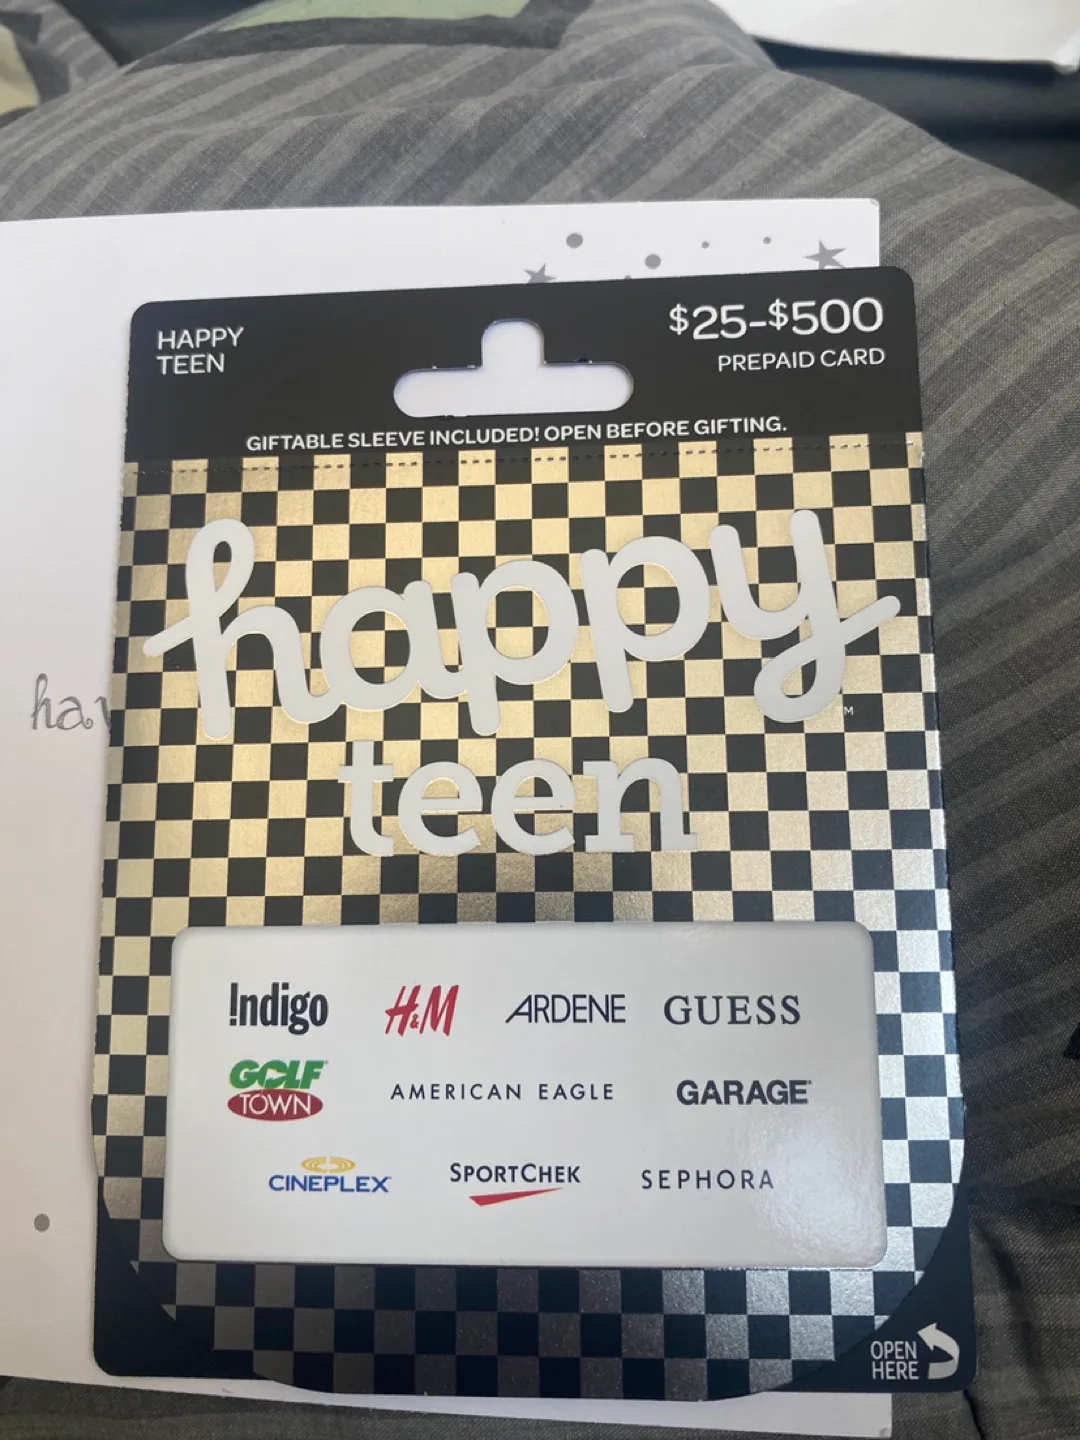 HAPPY
TEEN
$25-$500
PREPAID CARD
GIFTABLE SLEEVE INCLUDED! OPEN BEFORE GIFTING.
happy
TM
teen
Indigo H&M ARDENE GUESS
GOLF
TOWN
AMERICAN EAGLE GARAGE
CINEPLEX SPORTCHEK SEPHORA
OPEN
HERE